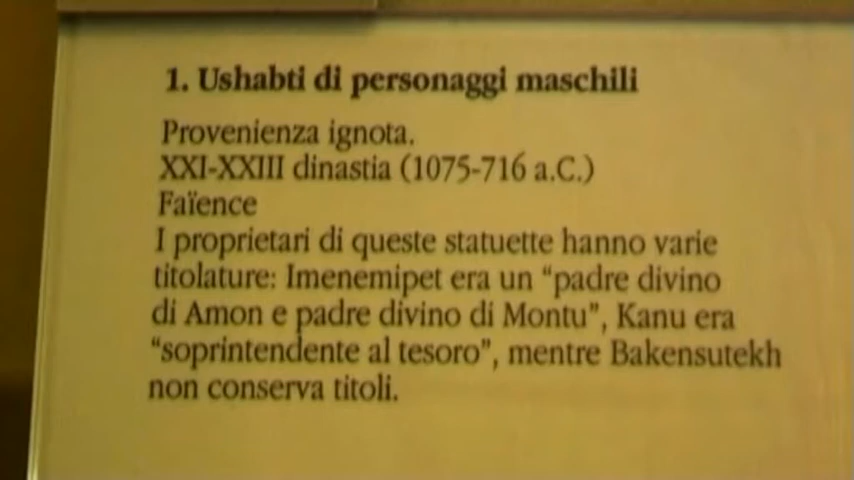 1. Ushabti di personaggi maschili
Provenienza ignota.
XXI-XXIII dinastia (1075-716 a.C.)
Faïence
I proprietari di queste statuette hanno varie
titolature: Imenemipet era un “padre divino
di Amon e padre divino di Montu”, Kanu era
“soprintendente al tesoro”, mentre Bakensutekh
non conserva titoli.